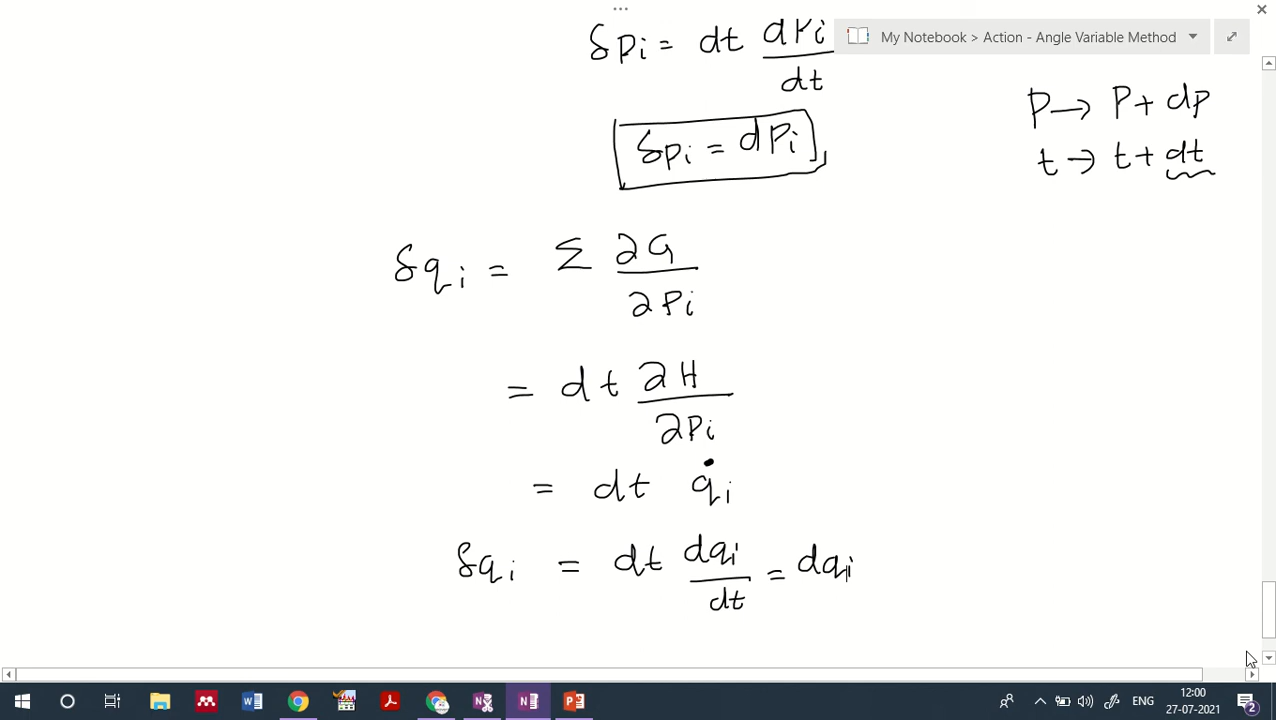 δpi = dt dPi/dt
My Notebook > Action - Angle Variable Method
P → P + dp
δpi = dPi
t → t + dt
δqi = Σ ∂G/∂Pi
= dt ∂H/∂Pi
= dt q̇i
δqi = dt dqi/dt = dqi
ENG
12:00
27-07-2021
2